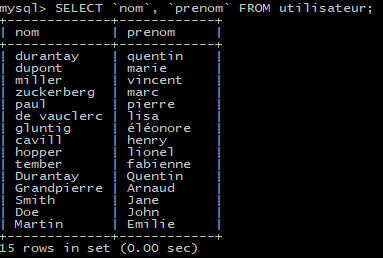 mysql> SELECT `nom`, `prenom` FROM utilisateur;
+-------------+-------------+
| nom | prenom |
+-------------+-------------+
| durantay | quentin |
| dupont | marie |
| miller | vincent |
| zuckerberg | marc |
| paul | pierre |
| de vauclerc | lisa |
| gluntig | éléonore |
| cavill | henry |
| hopper | lionel |
| tember | fabienne |
| Durantay | Quentin |
| Grandpierre | Arnaud |
| Smith | Jane |
| Doe | John |
| Martin | Emilie |
+-------------+-------------+
15 rows in set (0.00 sec)